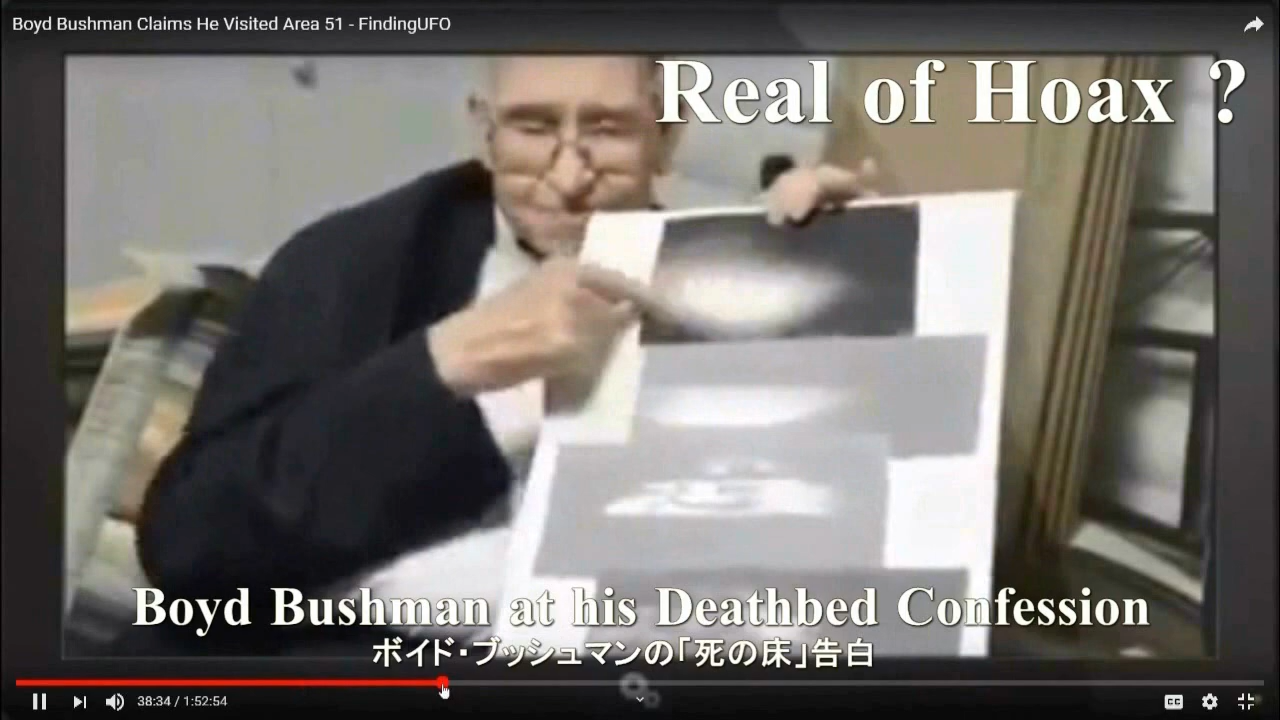 Boyd Bushman Claims He Visited Area 51 - FindingUFO
Real of Hoax ?
Boyd Bushman at his Deathbed Confession
ボイド・ブッシュマンの「死の床」告白
38:34 / 1:52:54
CC